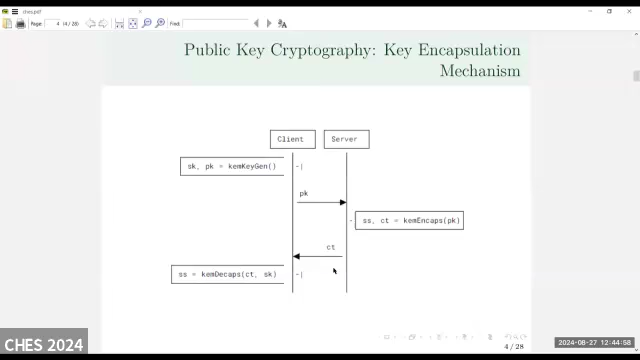 ches.pdf
Page:
4 (4/28)
Find:
Public Key Cryptography: Key Encapsulation
Mechanism
Client
Server
sk, pk = kemKeyGen()
pk
ss, ct = kemEncaps(pk)
ct
ss = kemDecaps(ct, sk)
4 / 28
CHES 2024
2024-08-27 12:44:58